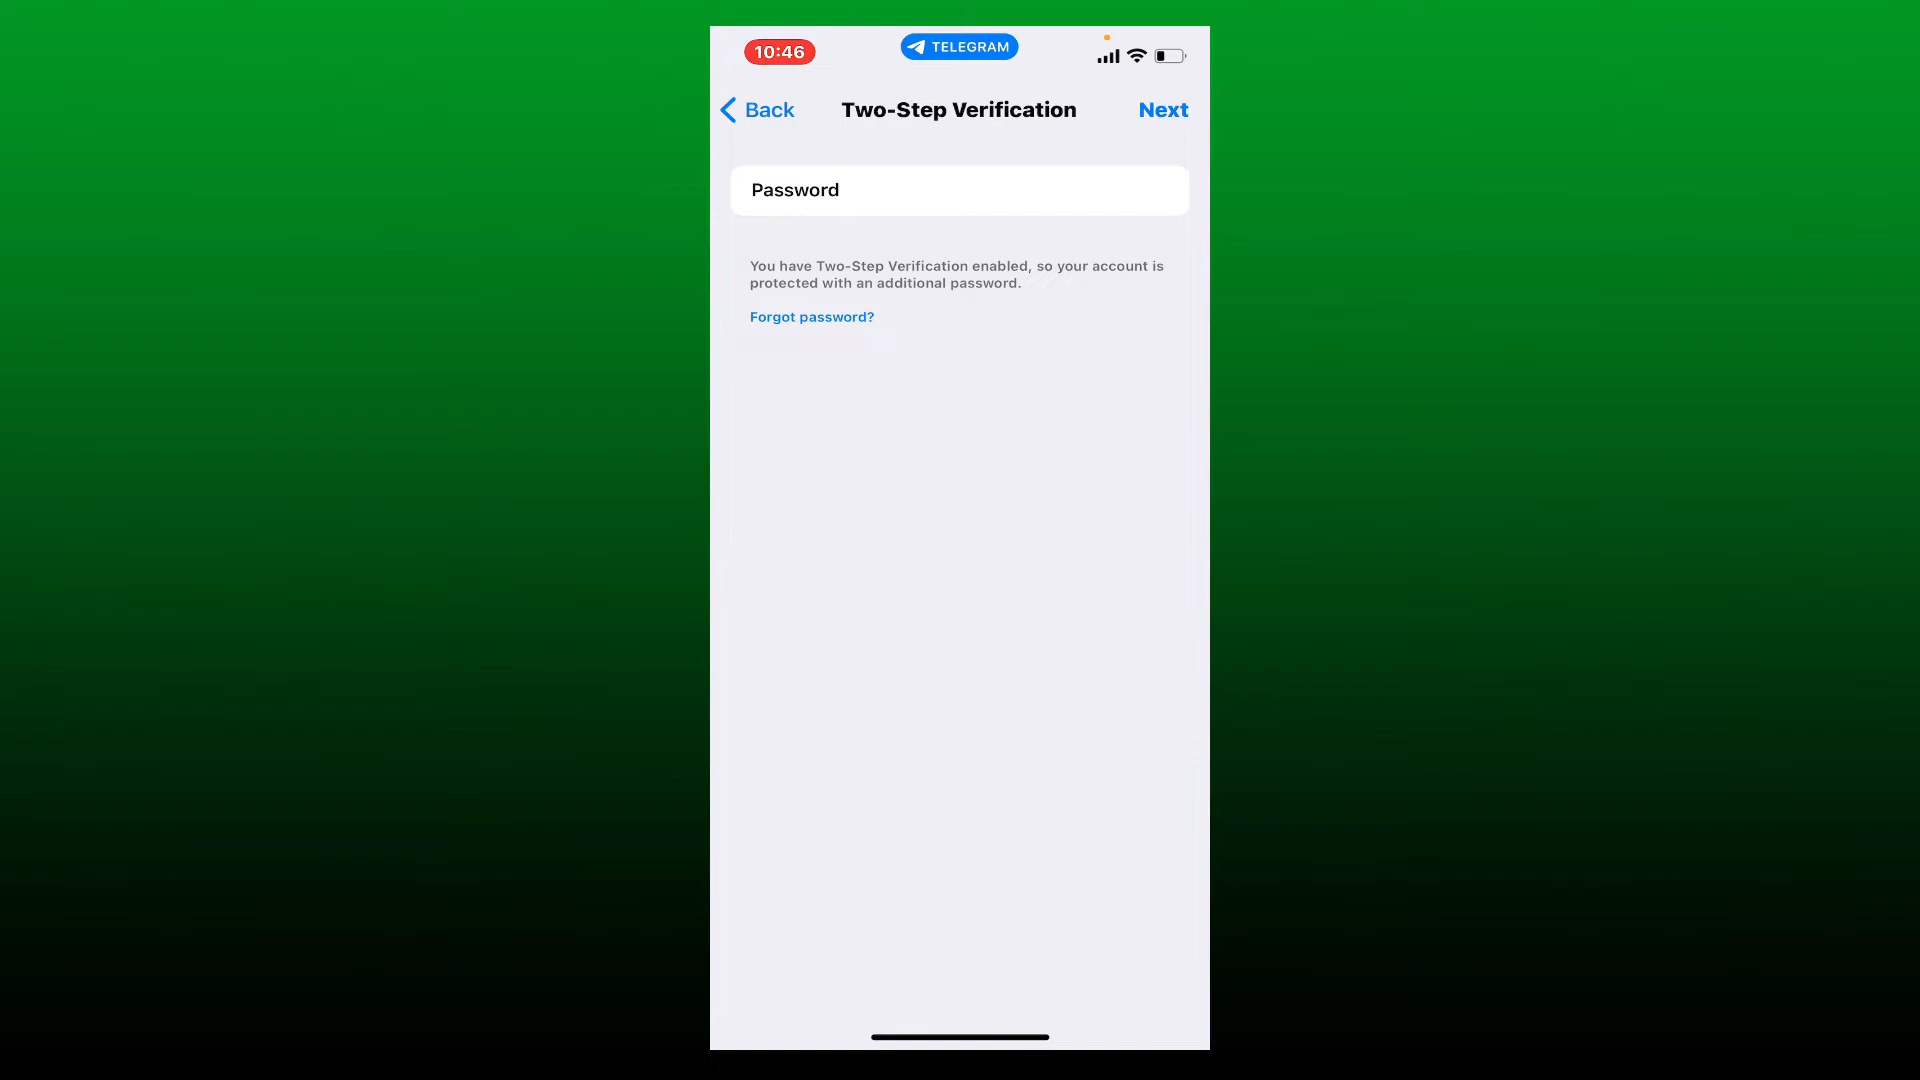 10:46
TELEGRAM
Back
Two-Step Verification
Next
Password
You have Two-Step Verification enabled, so your account is
protected with an additional password.
Forgot password?